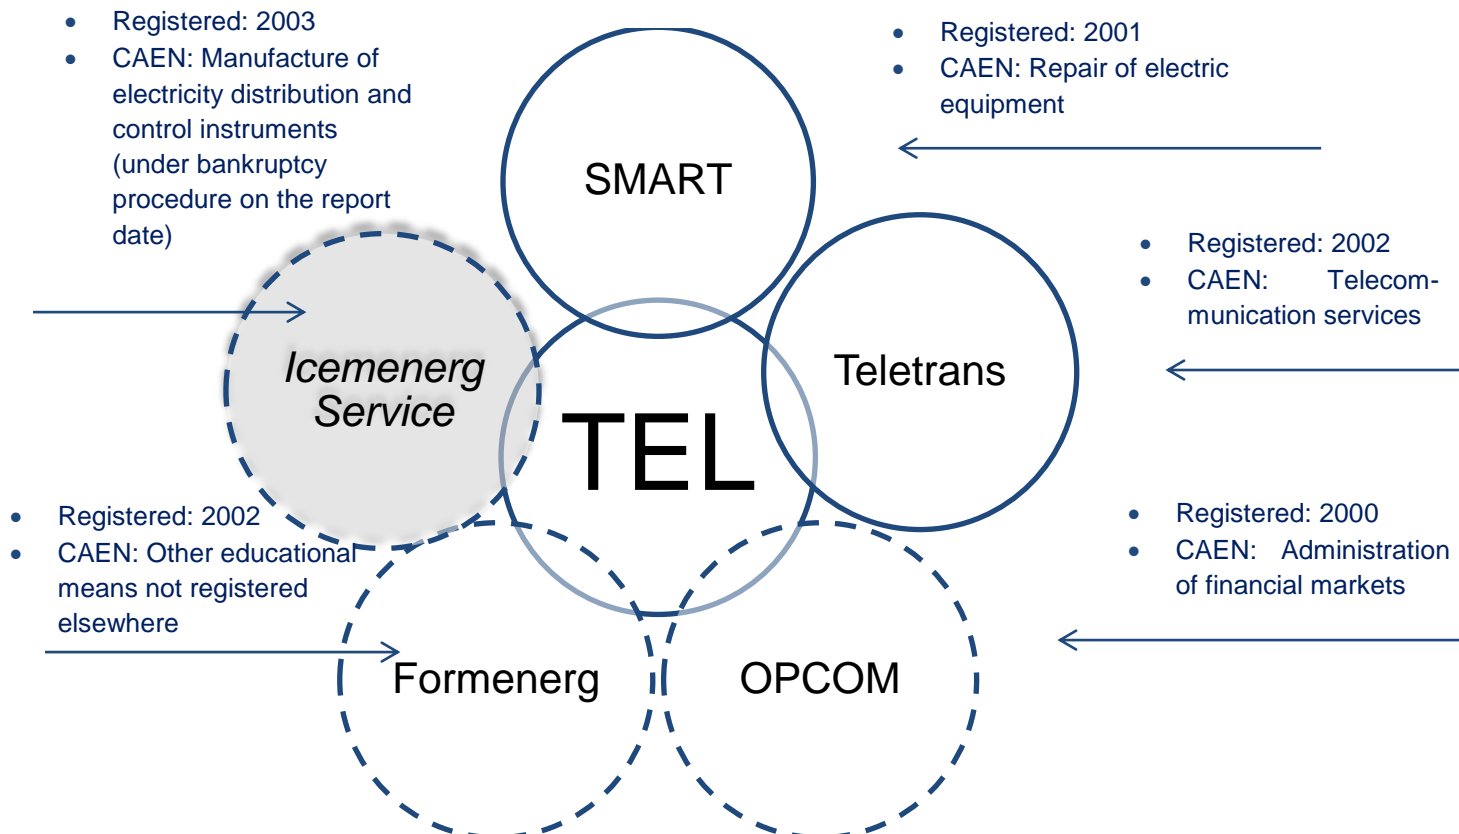 • Registered: 2003
• CAEN: Manufacture of
electricity distribution and
control instruments
(under bankruptcy
procedure on the report
date)
• Registered: 2001
• CAEN: Repair of electric
equipment
SMART
• Registered: 2002
• CAEN: Telecom-
munication services
Icemenerg
Service
Teletrans
TEL
• Registered: 2002
• CAEN: Other educational
means not registered
elsewhere
• Registered: 2000
• CAEN: Administration
of financial markets
Formenerg
OPCOM